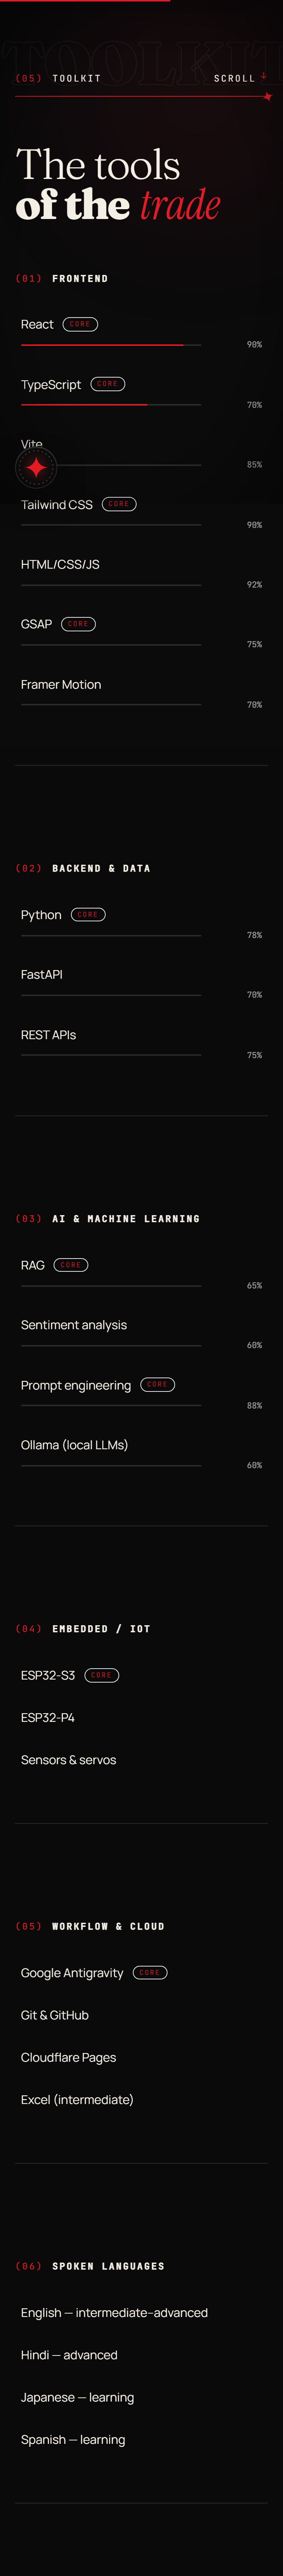 TOOLKIT
(05) TOOLKIT SCROLL ↓
The tools
of the trade
(01) FRONTEND
React CORE
90%
TypeScript CORE
70%
Vite
85%
Tailwind CSS CORE
90%
HTML/CSS/JS
92%
GSAP CORE
75%
Framer Motion
70%
(02) BACKEND & DATA
Python CORE
78%
FastAPI
70%
REST APIs
75%
(03) AI & MACHINE LEARNING
RAG CORE
65%
Sentiment analysis
60%
Prompt engineering CORE
88%
Ollama (local LLMs)
60%
(04) EMBEDDED / IOT
ESP32-S3 CORE
ESP32-P4
Sensors & servos
(05) WORKFLOW & CLOUD
Google Antigravity CORE
Git & GitHub
Cloudflare Pages
Excel (intermediate)
(06) SPOKEN LANGUAGES
English — intermediate–advanced
Hindi — advanced
Japanese — learning
Spanish — learning